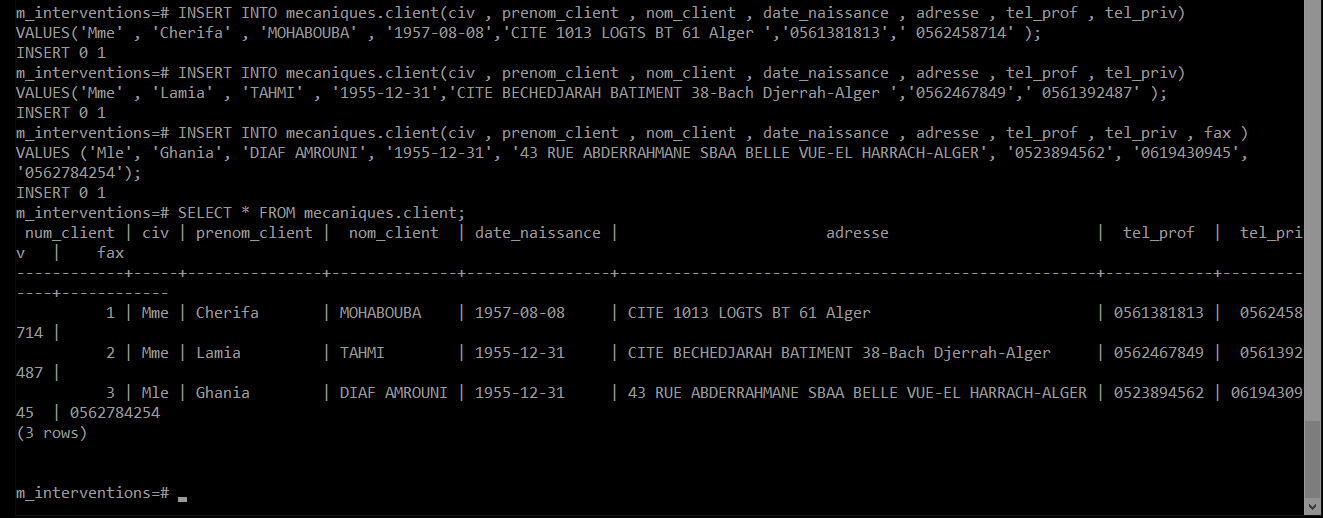 m_interventions=# INSERT INTO mecaniques.client(civ , prenom_client , nom_client , date_naissance , adresse , tel_prof , tel_priv)
VALUES('Mme' , 'Cherifa' , 'MOHABOUBA' , '1957-08-08','CITE 1013 LOGTS BT 61 Alger ','0561381813',' 0562458714' );
INSERT 0 1
m_interventions=# INSERT INTO mecaniques.client(civ , prenom_client , nom_client , date_naissance , adresse , tel_prof , tel_priv)
VALUES('Mme' , 'Lamia' , 'TAHMI' , '1955-12-31','CITE BECHEDJARAH BATIMENT 38-Bach Djerrah-Alger ','0562467849',' 0561392487' );
INSERT 0 1
m_interventions=# INSERT INTO mecaniques.client(civ , prenom_client , nom_client , date_naissance , adresse , tel_prof , tel_priv , fax )
VALUES ('Mle', 'Ghania', 'DIAF AMROUNI', '1955-12-31', '43 RUE ABDERRAHMANE SBAA BELLE VUE-EL HARRACH-ALGER', '0523894562', '0619430945',
'0562784254');
INSERT 0 1
m_interventions=# SELECT * FROM mecaniques.client;
 num_client | civ | prenom_client |  nom_client  | date_naissance |                       adresse                       |  tel_prof  |  tel_pri
v   |    fax
------------+-----+---------------+--------------+----------------+-----------------------------------------------------+------------+---------
----+------------
          1 | Mme | Cherifa       | MOHABOUBA    | 1957-08-08     | CITE 1013 LOGTS BT 61 Alger                         | 0561381813 |  0562458
714 |
          2 | Mme | Lamia         | TAHMI        | 1955-12-31     | CITE BECHEDJARAH BATIMENT 38-Bach Djerrah-Alger     | 0562467849 |  0561392
487 |
          3 | Mle | Ghania        | DIAF AMROUNI | 1955-12-31     | 43 RUE ABDERRAHMANE SBAA BELLE VUE-EL HARRACH-ALGER | 0523894562 | 06194309
45  | 0562784254
(3 rows)
m_interventions=#